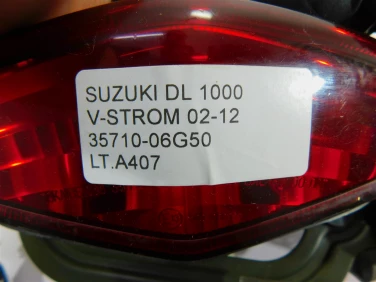 SUZUKI DL 1000
V-STROM 02-12
35710-06G50
LT.A407